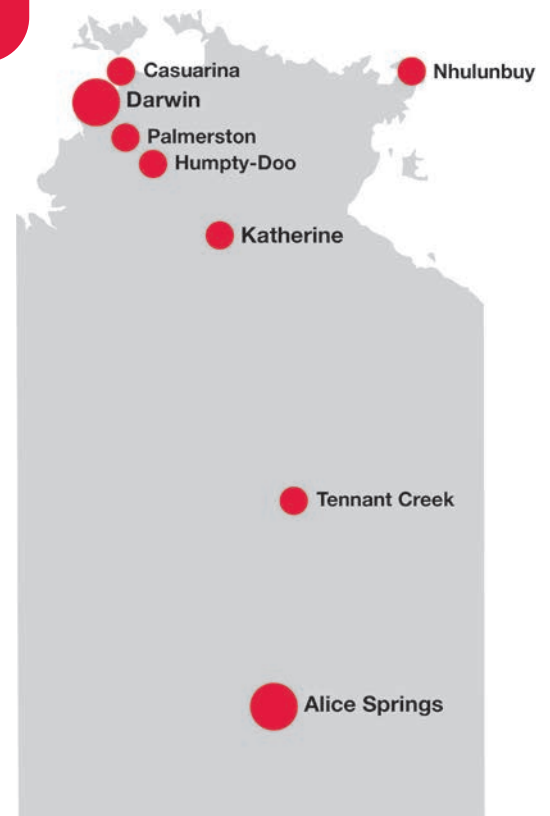 Casuarina
Nhulunbuy
Darwin
Palmerston
Humpty-Doo
Katherine
Tennant Creek
Alice Springs